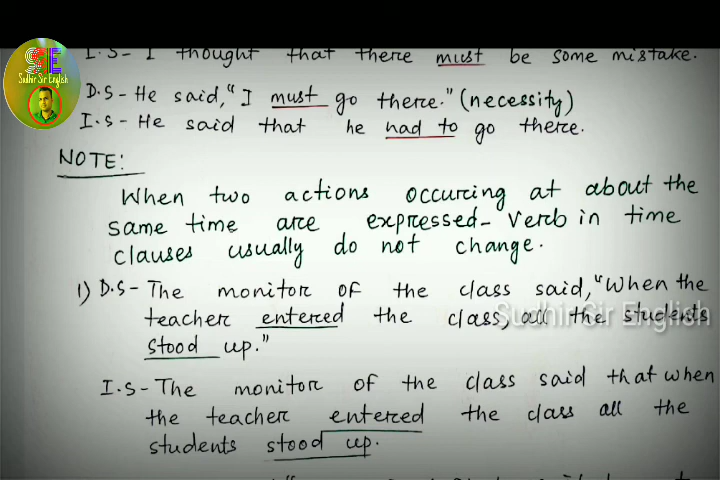 I.S- I thought that there must be some mistake.
SE
Sudhir Sir English
D.S- He said, "I must go there." (necessity)
I.S- He said that he had to go there.
NOTE:
When two actions occuring at about the
same time are expressed- verb in time
clauses usually do not change.
1) D.S- The monitor of the class said, "When the
teacher entered the class, all the students
stood up."
Sudhir Sir English
I.S- The monitor of the class said that when
the teacher entered the class all the
students stood up.